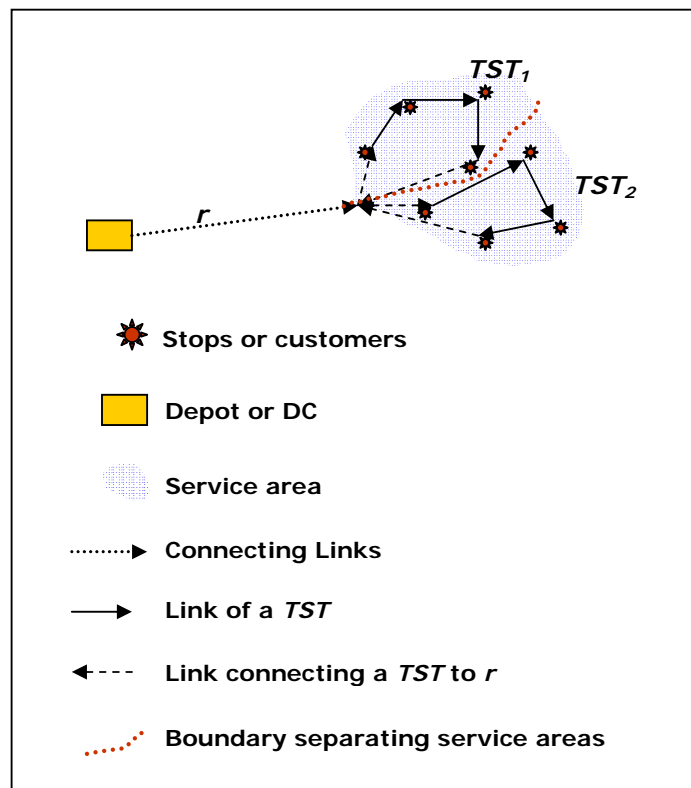 TST1
TST2
r
Stops or customers
Depot or DC
Service area
Connecting Links
Link of a TST
Link connecting a TST to r
Boundary separating service areas